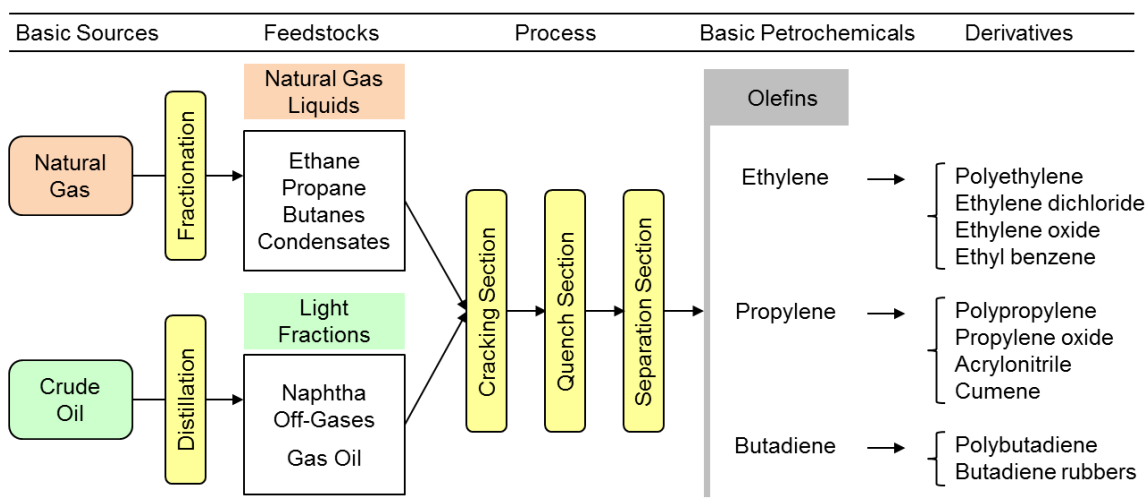 Basic Sources
Feedstocks
Process
Basic Petrochemicals
Derivatives
Natural Gas
Liquids
Olefins
Natural
Gas
Fractionation
Ethane
Propane
Butanes
Condensates
Ethylene
Polyethylene
Ethylene dichloride
Ethylene oxide
Ethyl benzene
Light
Fractions
Cracking Section
Quench Section
Separation Section
Propylene
Polypropylene
Propylene oxide
Acrylonitrile
Cumene
Crude
Oil
Distillation
Naphtha
Off-Gases
Gas Oil
Butadiene
Polybutadiene
Butadiene rubbers